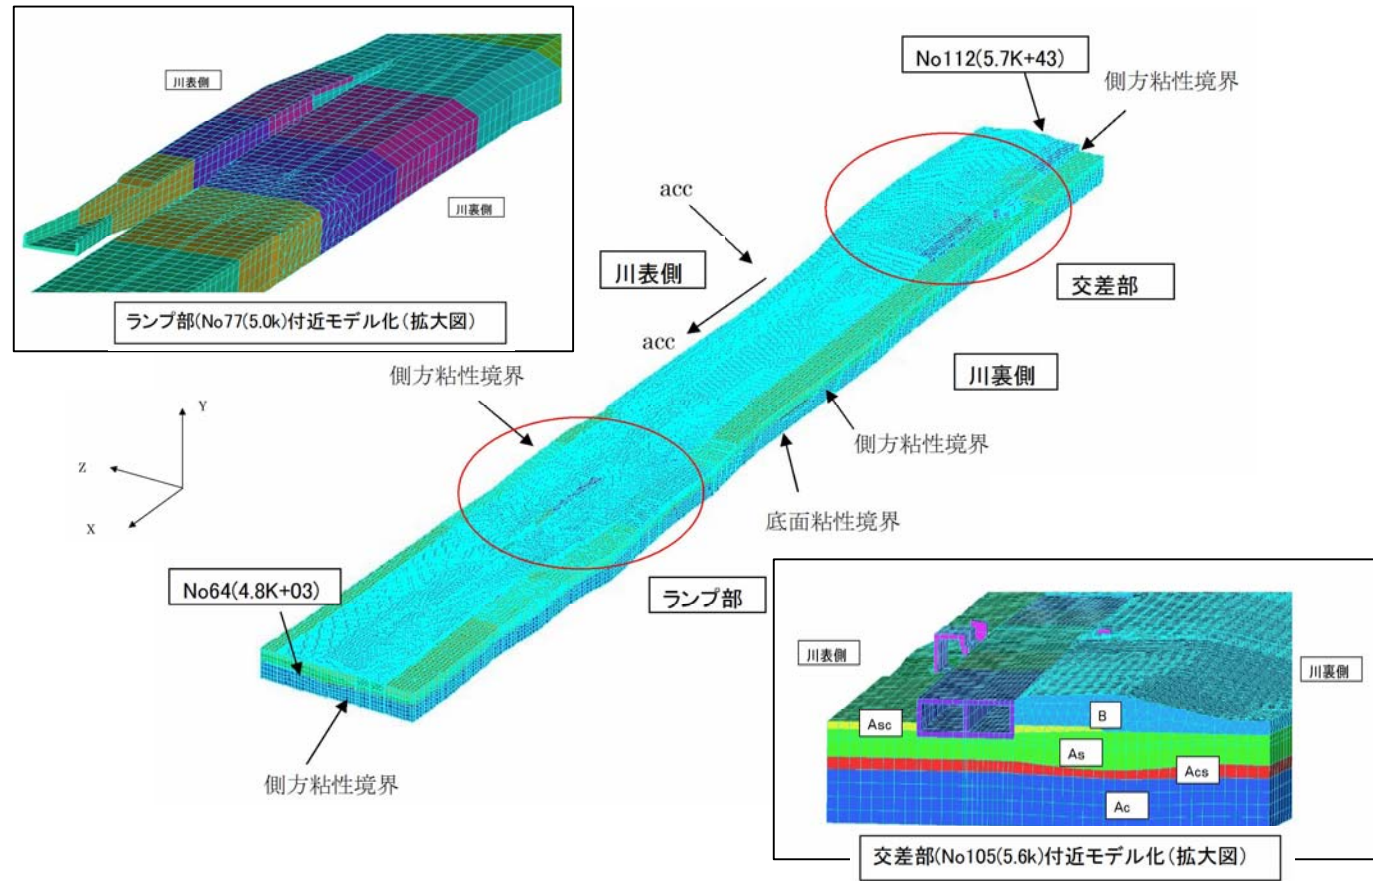 川表側
川裏側
ランプ部(No77(5.0k)付近モデル化(拡大図)
No112(5.7K+43)
側方粘性境界
acc
川表側
acc
交差部
川裏側
側方粘性境界
側方粘性境界
底面粘性境界
Y
Z
X
No64(4.8K+03)
ランプ部
側方粘性境界
川表側
川裏側
Asc
B
As
Acs
Ac
交差部(No105(5.6k)付近モデル化(拡大図)